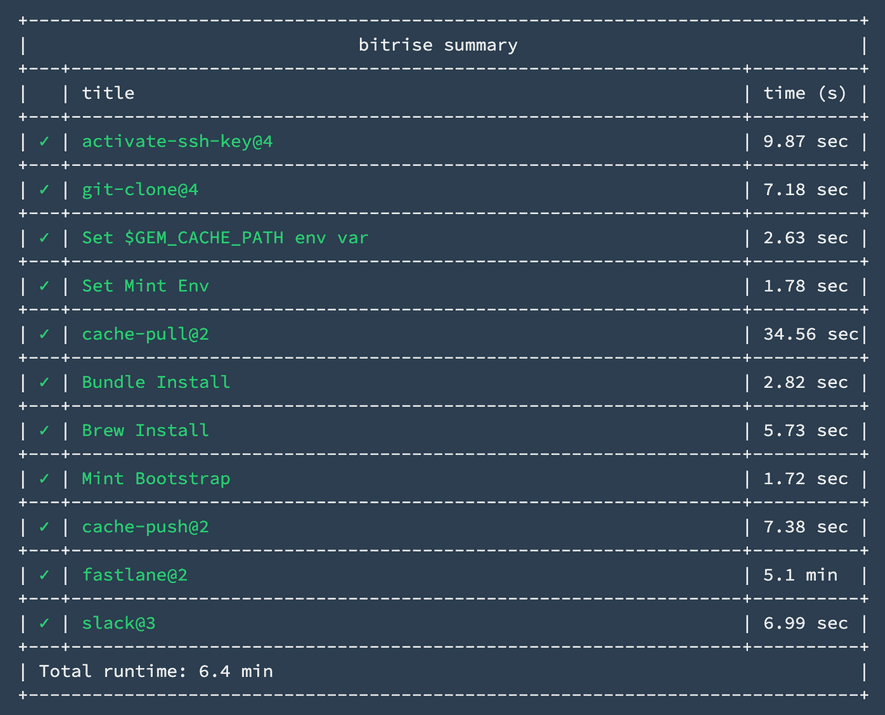 +------------------------------------------------------------------------------+
|                               bitrise summary                                |
+---+---------------------------------------------------------------+----------+
|   | title                                                         | time (s) |
+---+---------------------------------------------------------------+----------+
| ✓ | activate-ssh-key@4                                            | 9.87 sec |
+---+---------------------------------------------------------------+----------+
| ✓ | git-clone@4                                                   | 7.18 sec |
+---+---------------------------------------------------------------+----------+
| ✓ | Set $GEM_CACHE_PATH env var                                   | 2.63 sec |
+---+---------------------------------------------------------------+----------+
| ✓ | Set Mint Env                                                  | 1.78 sec |
+---+---------------------------------------------------------------+----------+
| ✓ | cache-pull@2                                                  | 34.56 sec|
+---+---------------------------------------------------------------+----------+
| ✓ | Bundle Install                                                | 2.82 sec |
+---+---------------------------------------------------------------+----------+
| ✓ | Brew Install                                                  | 5.73 sec |
+---+---------------------------------------------------------------+----------+
| ✓ | Mint Bootstrap                                                | 1.72 sec |
+---+---------------------------------------------------------------+----------+
| ✓ | cache-push@2                                                  | 7.38 sec |
+---+---------------------------------------------------------------+----------+
| ✓ | fastlane@2                                                    | 5.1 min  |
+---+---------------------------------------------------------------+----------+
| ✓ | slack@3                                                       | 6.99 sec |
+---+---------------------------------------------------------------+----------+
| Total runtime: 6.4 min                                                       |
+------------------------------------------------------------------------------+